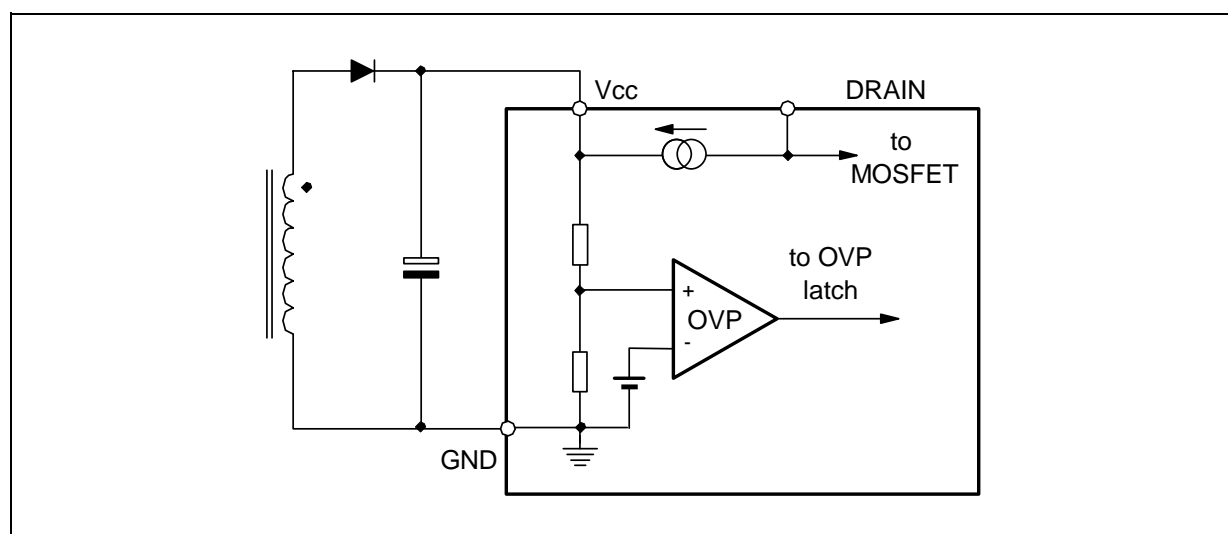 Vcc
DRAIN
to
MOSFET
to OVP
latch
+
OVP
-
GND